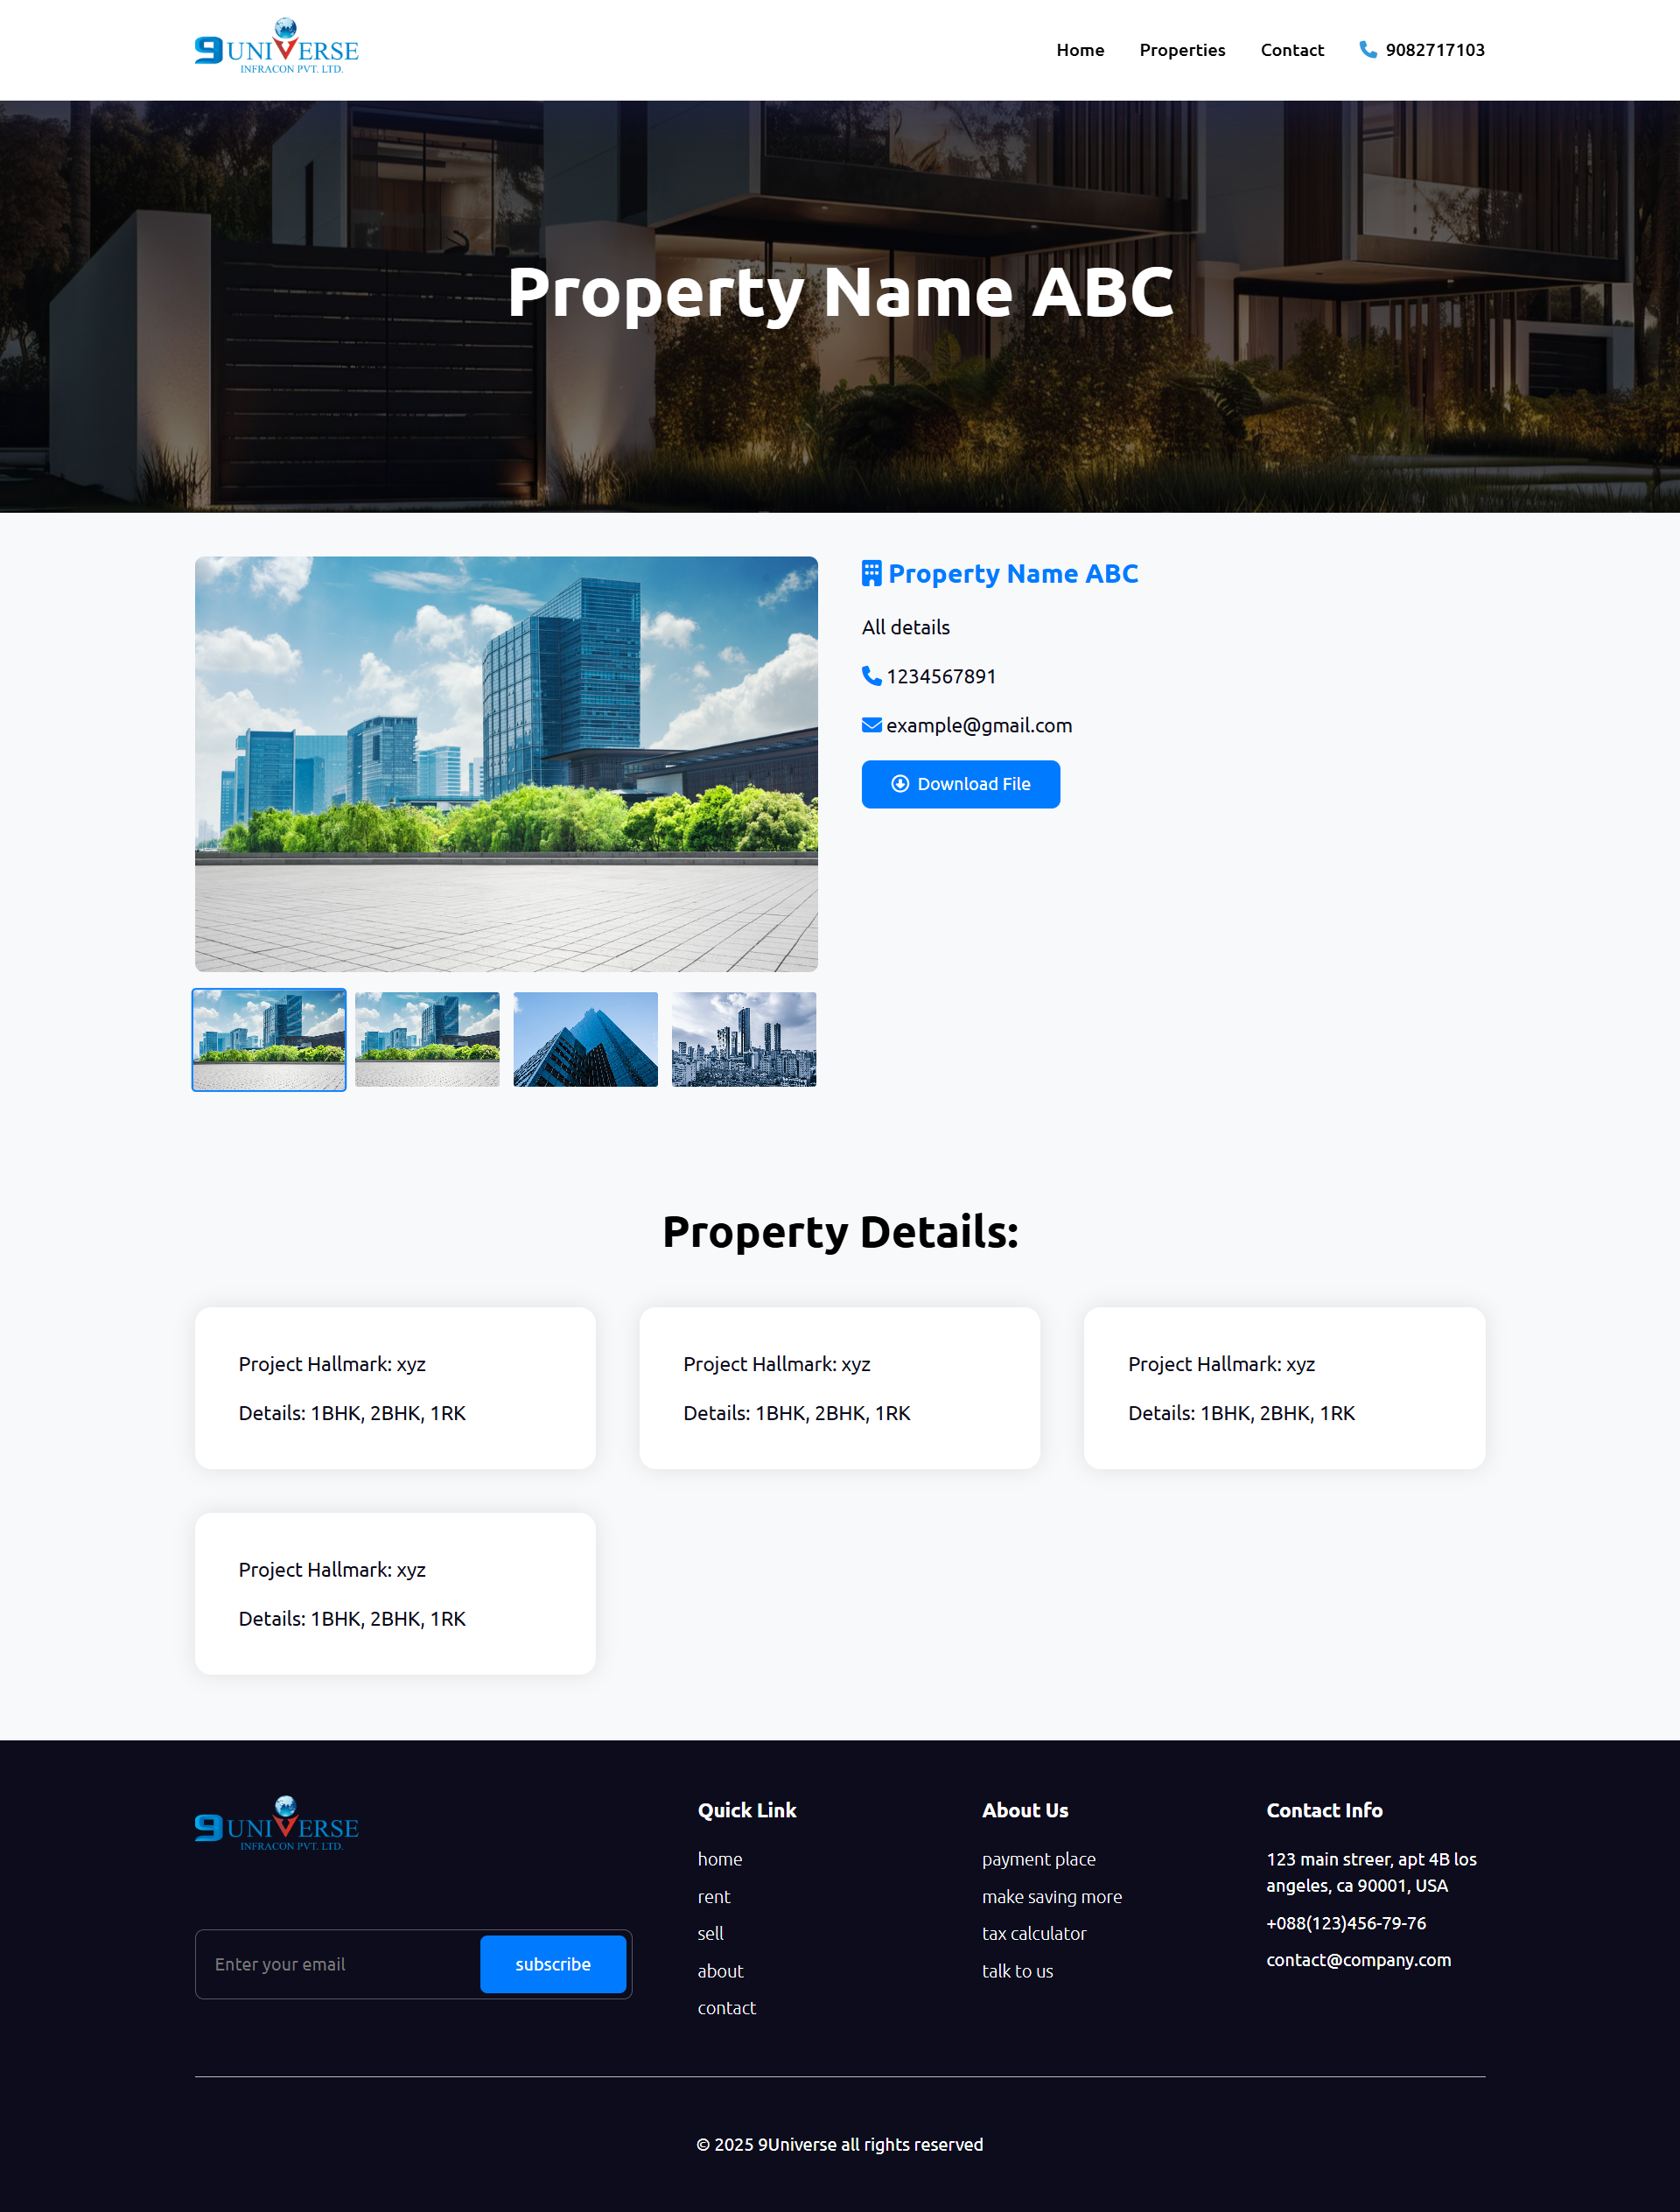 9 UNIVERSE
INFRACON PVT. LTD.
Home
Properties
Contact
9082717103
Property Name ABC
Property Name ABC
All details
1234567891
example@gmail.com
Download File
Property Details:
Project Hallmark: xyz
Details: 1BHK, 2BHK, 1RK
Project Hallmark: xyz
Details: 1BHK, 2BHK, 1RK
Project Hallmark: xyz
Details: 1BHK, 2BHK, 1RK
Project Hallmark: xyz
Details: 1BHK, 2BHK, 1RK
9 UNIVERSE
INFRACON PVT. LTD.
Enter your email
subscribe
Quick Link
home
rent
sell
about
contact
About Us
payment place
make saving more
tax calculator
talk to us
Contact Info
123 main streer, apt 4B los
angeles, ca 90001, USA
+088(123)456-79-76
contact@company.com
© 2025 9Universe all rights reserved